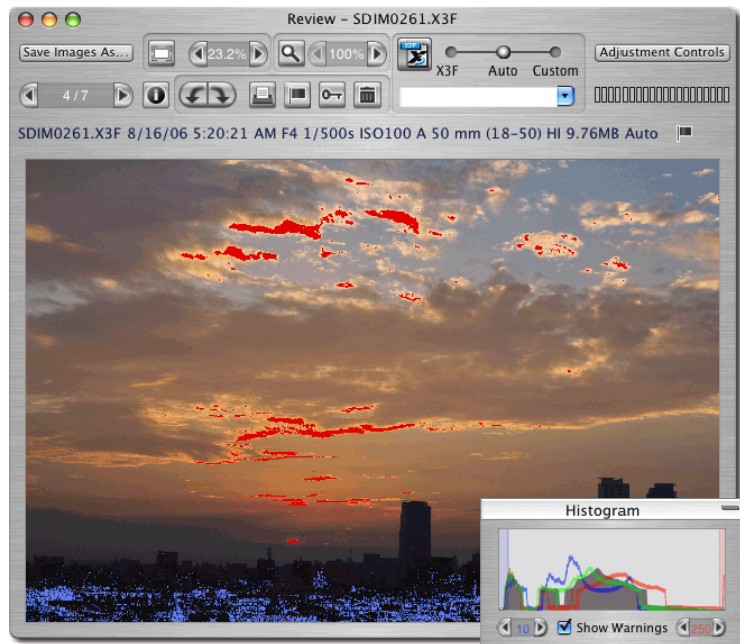 Review – SDIM0261.X3F
Save Images As...
23.2%
100%
X3F Auto Custom
Adjustment Controls
4 / 7
SDIM0261.X3F 8/16/06 5:20:21 AM F4 1/500s ISO100 A 50 mm (18-50) HI 9.76MB Auto
Histogram
10 Show Warnings 250